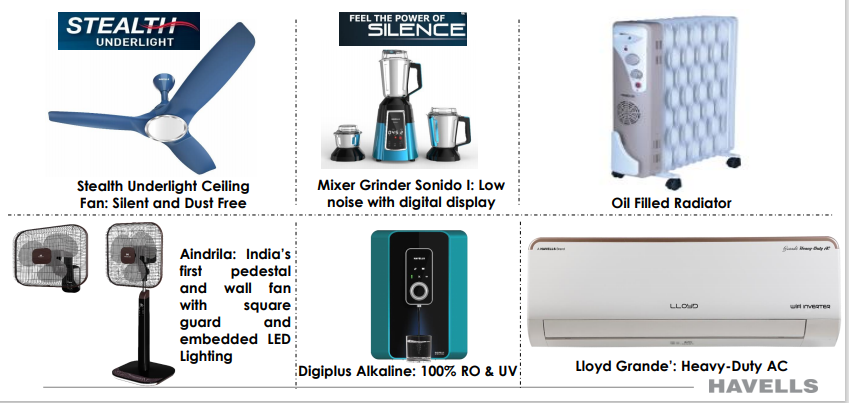 STEALTH
UNDERLIGHT
Stealth Underlight Ceiling
Fan: Silent and Dust Free
FEEL THE POWER OF
SILENCE
Mixer Grinder Sonido I: Low
noise with digital display
Oil Filled Radiator
Aindrila: India's
first pedestal
and wall fan
with square
guard and
embedded LED
Lighting
HAVELLS
Digiplus Alkaline: 100% RO & UV
Grande Heavy-Duty AC
LLOYD
WIFI INVERTER
Lloyd Grande': Heavy-Duty AC
HAVELLS